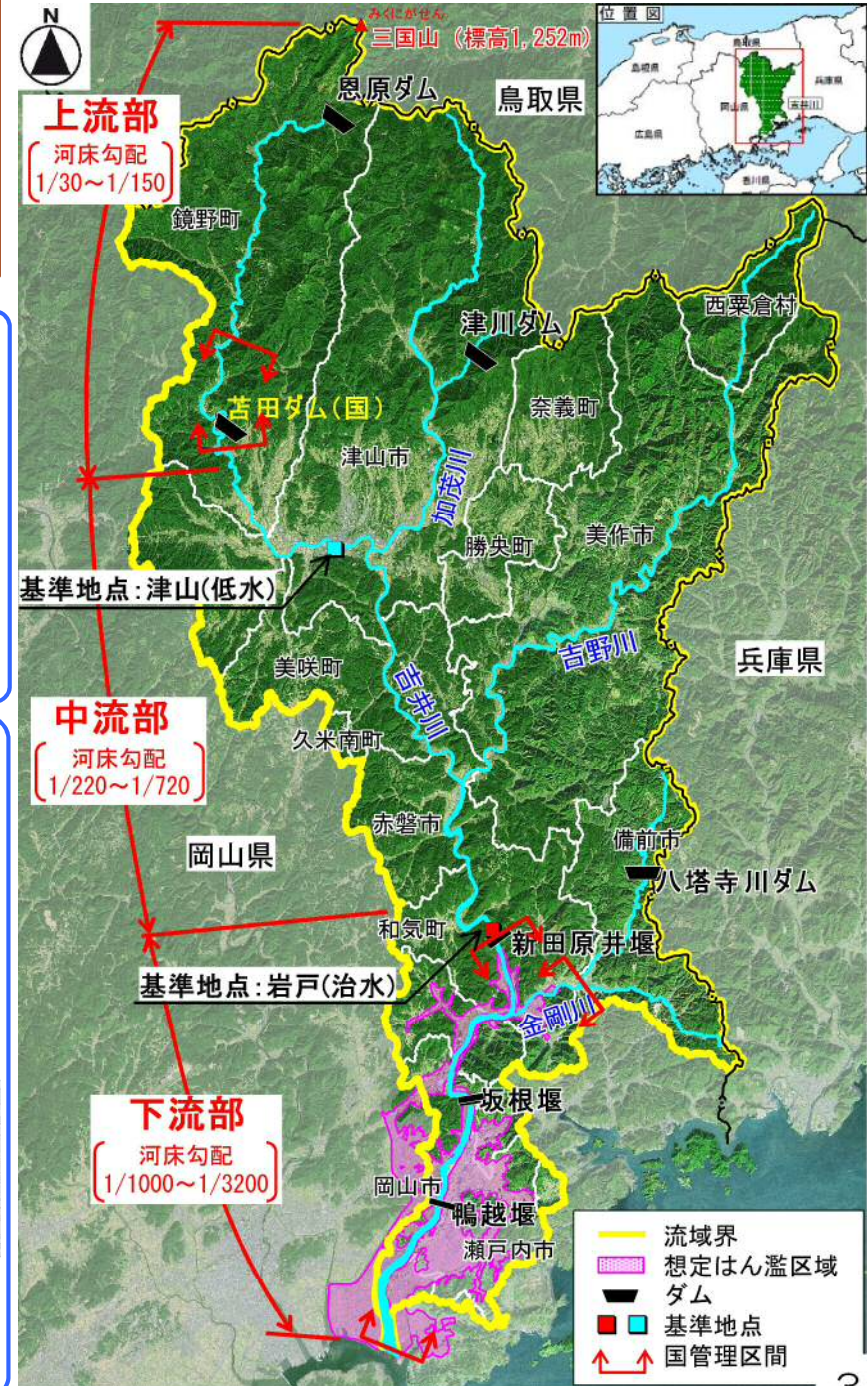 N
みくにがせん
三国山 (標高1,252m)
位置図
鳥取県
島根県
岡山県
兵庫県
吉井川
広島県
香川県
恩原ダム
鳥取県
上流部
河床勾配
1/30～1/150
鏡野町
西粟倉村
津川ダム
苫田ダム(国)
奈義町
津山市
加茂川
勝央町
美作市
基準地点:津山(低水)
吉野川
兵庫県
美咲町
吉井川
中流部
河床勾配
1/220～1/720
久米南町
赤磐市
備前市
岡山県
八塔寺川ダム
和気町
新田原井堰
基準地点:岩戸(治水)
金剛川
坂根堰
下流部
河床勾配
1/1000～1/3200
岡山市
鴨越堰
瀬戸内市
流域界
想定はん濫区域
ダム
基準地点
国管理区間